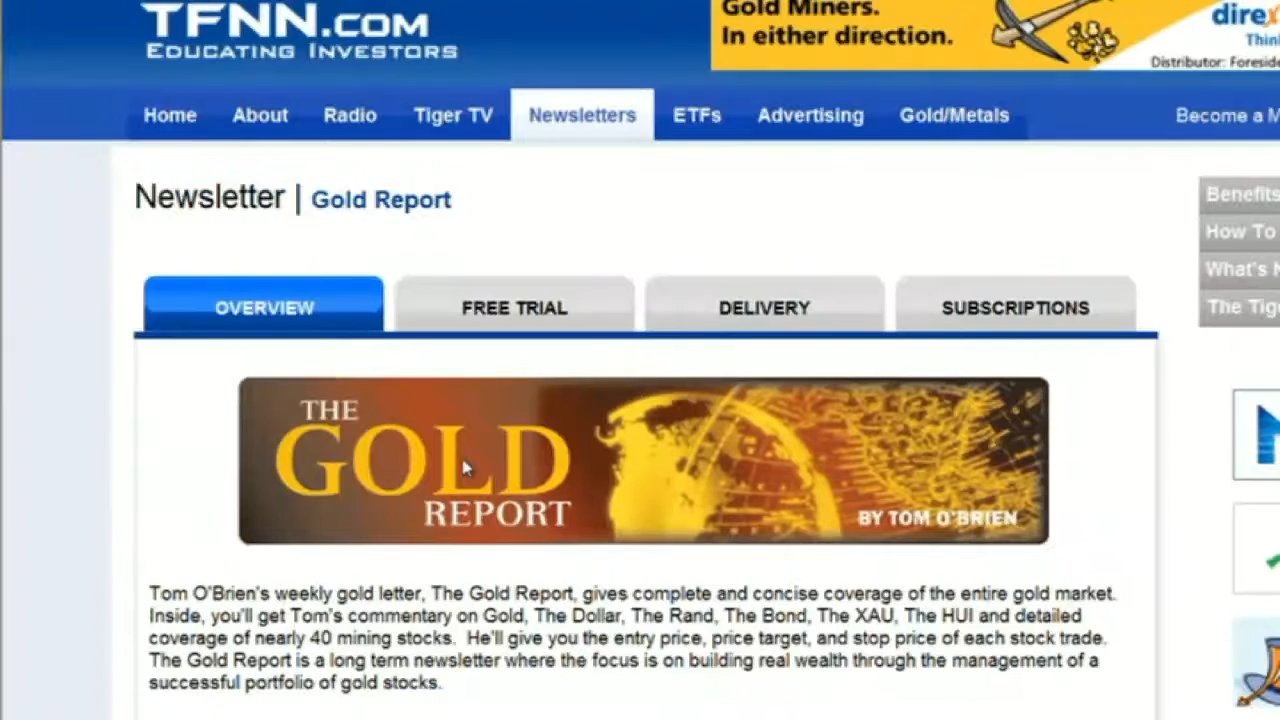 TFNN.COM
EDUCATING INVESTORS
Gold Miners.
In either direction.
Distributor:
Home About Radio Tiger TV Newsletters ETFs Advertising Gold/Metals Become a
Newsletter | Gold Report
Benefits
How To
What's
The
OVERVIEW FREE TRIAL DELIVERY SUBSCRIPTIONS
THE
GOLD
REPORT
BY TOM O'BRIEN
Tom O'Brien's weekly gold letter, The Gold Report, gives complete and concise coverage of the entire gold market.
Inside, you'll get Tom's commentary on Gold, The Dollar, The Rand, The Bond, The XAU, The HUI and detailed
coverage of nearly 40 mining stocks. He'll give you the entry price, price target, and stop price of each stock trade.
The Gold Report is a long term newsletter where the focus is on building real wealth through the management of a
successful portfolio of gold stocks.